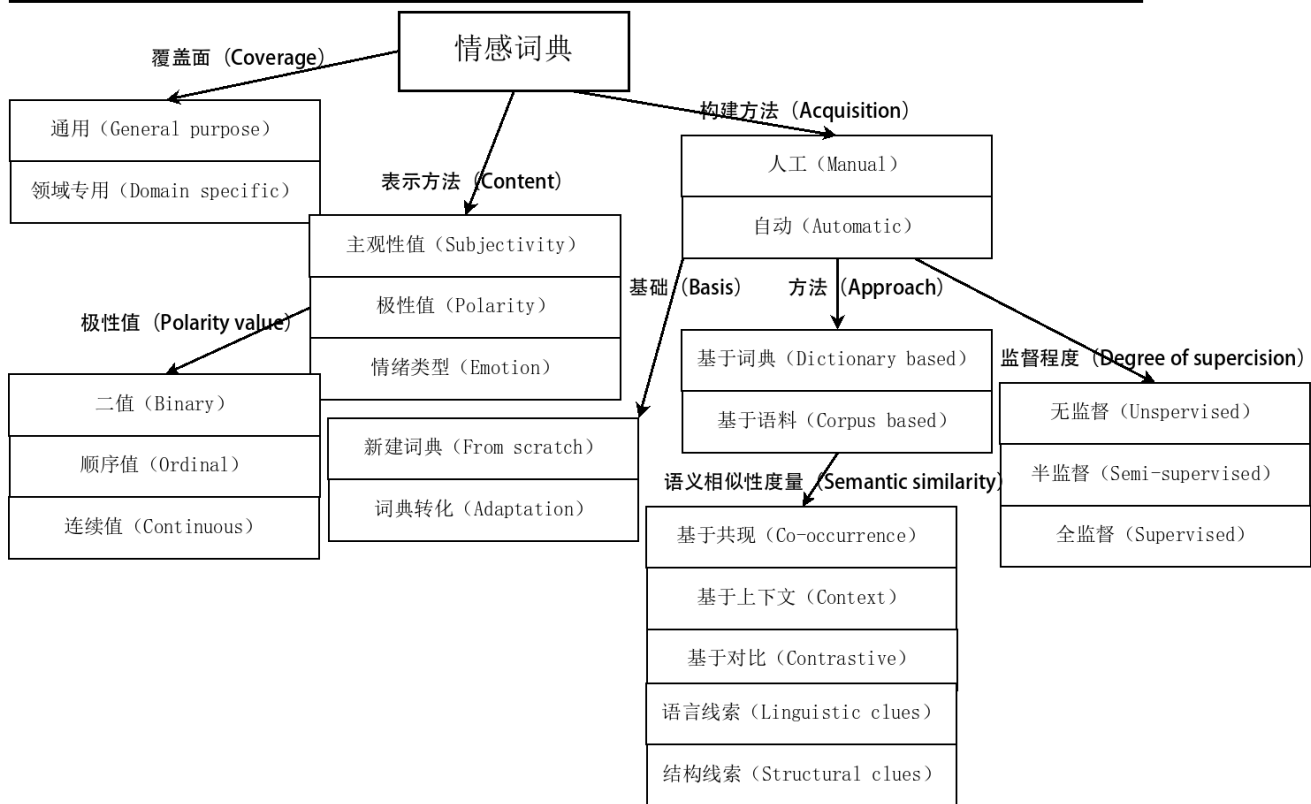 情感词典
覆盖面（Coverage）
通用（General purpose）
领域专用（Domain specific）
构建方法（Acquisition）
人工（Manual）
自动（Automatic）
表示方法（Content）
主观性值（Subjectivity）
极性值（Polarity）
情绪类型（Emotion）
极性值（Polarity value）
二值（Binary）
顺序值（Ordinal）
连续值（Continuous）
基础（Basis）
新建词典（From scratch）
词典转化（Adaptation）
方法（Approach）
基于词典（Dictionary based）
基于语料（Corpus based）
监督程度（Degree of supercision）
无监督（Unspervised）
半监督（Semi-supervised）
全监督（Supervised）
语义相似性度量（Semantic similarity）
基于共现（Co-occurrence）
基于上下文（Context）
基于对比（Contrastive）
语言线索（Linguistic clues）
结构线索（Structural clues）